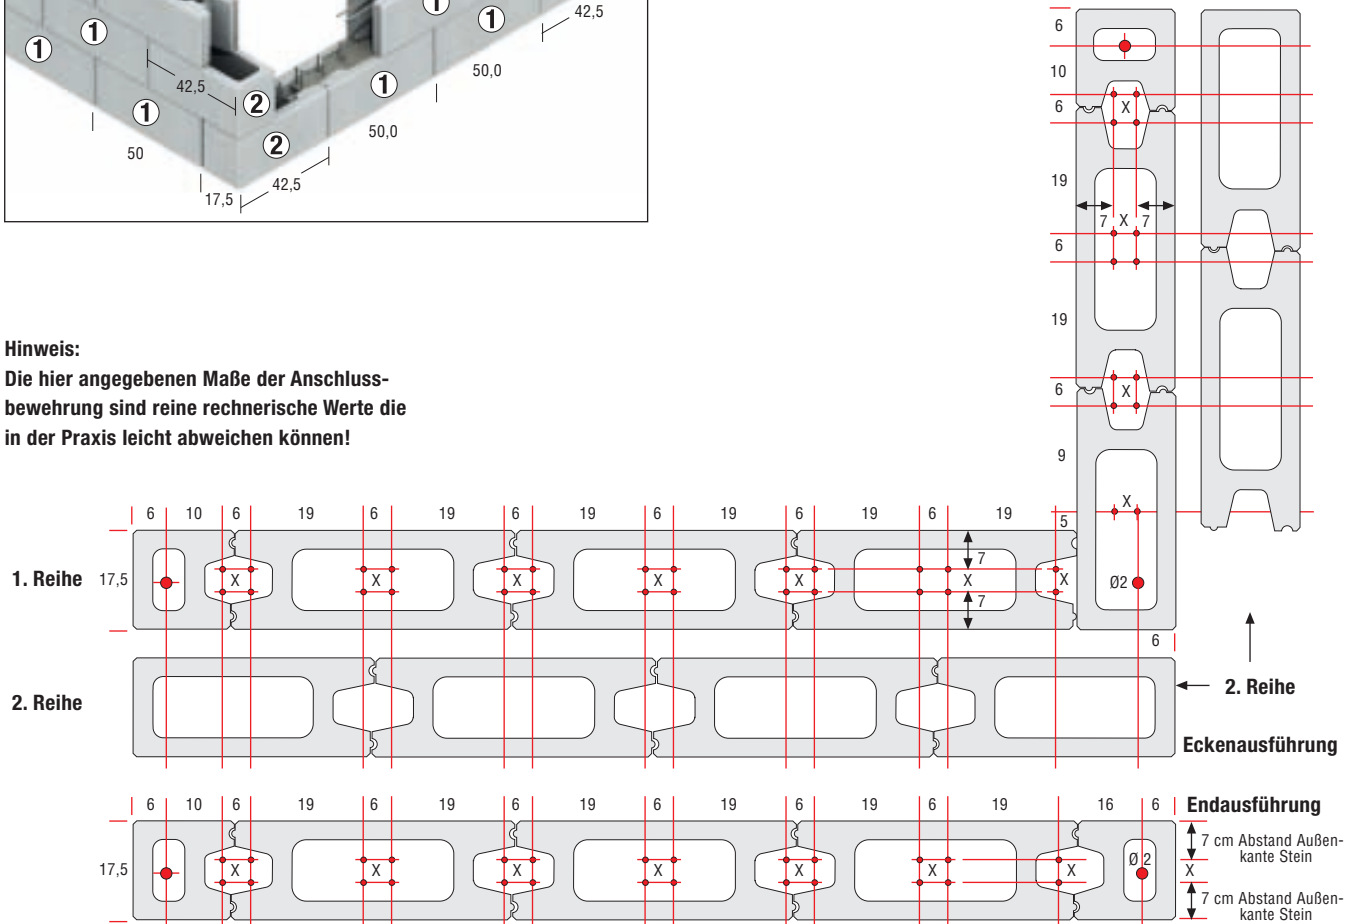 1
1
1
1
42,5
1
50,0
42,5
2
1
50,0
2
50
42,5
17,5
Hinweis:
Die hier angegebenen Maße der Anschluss-
bewehrung sind reine rechnerische Werte die
in der Praxis leicht abweichen können!
6
10
6
X
19
7 X 7
6
19
6
X
9
X
6 10 6 19 6 19 6 19 6 19 6 19 6 19 5
1. Reihe 17,5 X X X X X 7 X 7 X Ø2
6
2. Reihe
2. Reihe
Eckenausführung
6 10 6 19 6 19 6 19 6 19 6 19 6 19 16 6
Endausführung
17,5 X X X X X X X Ø 2 X
7 cm Abstand Außen-
kante Stein
7 cm Abstand Außen-
kante Stein